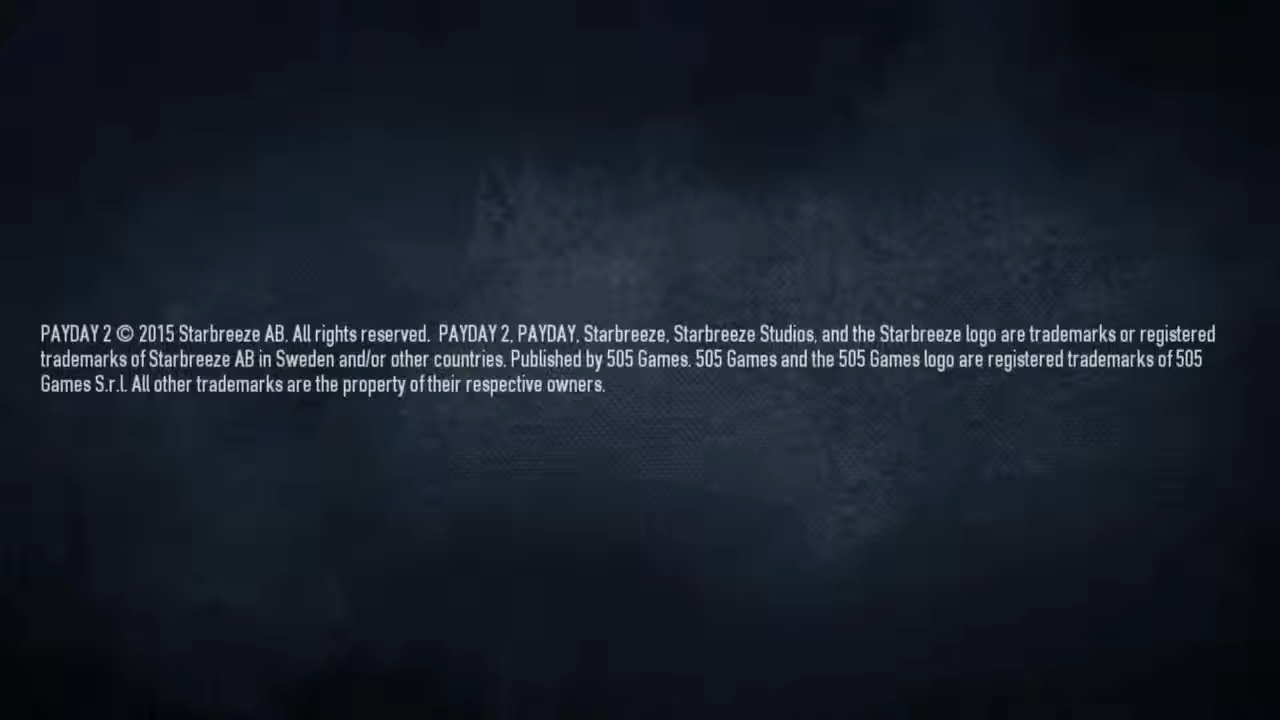 PAYDAY 2 © 2015 Starbreeze AB. All rights reserved.  PAYDAY 2, PAYDAY, Starbreeze, Starbreeze Studios, and the Starbreeze logo are trademarks or registered
trademarks of Starbreeze AB in Sweden and/or other countries. Published by 505 Games. 505 Games and the 505 Games logo are registered trademarks of 505
Games S.r.l. All other trademarks are the property of their respective owners.